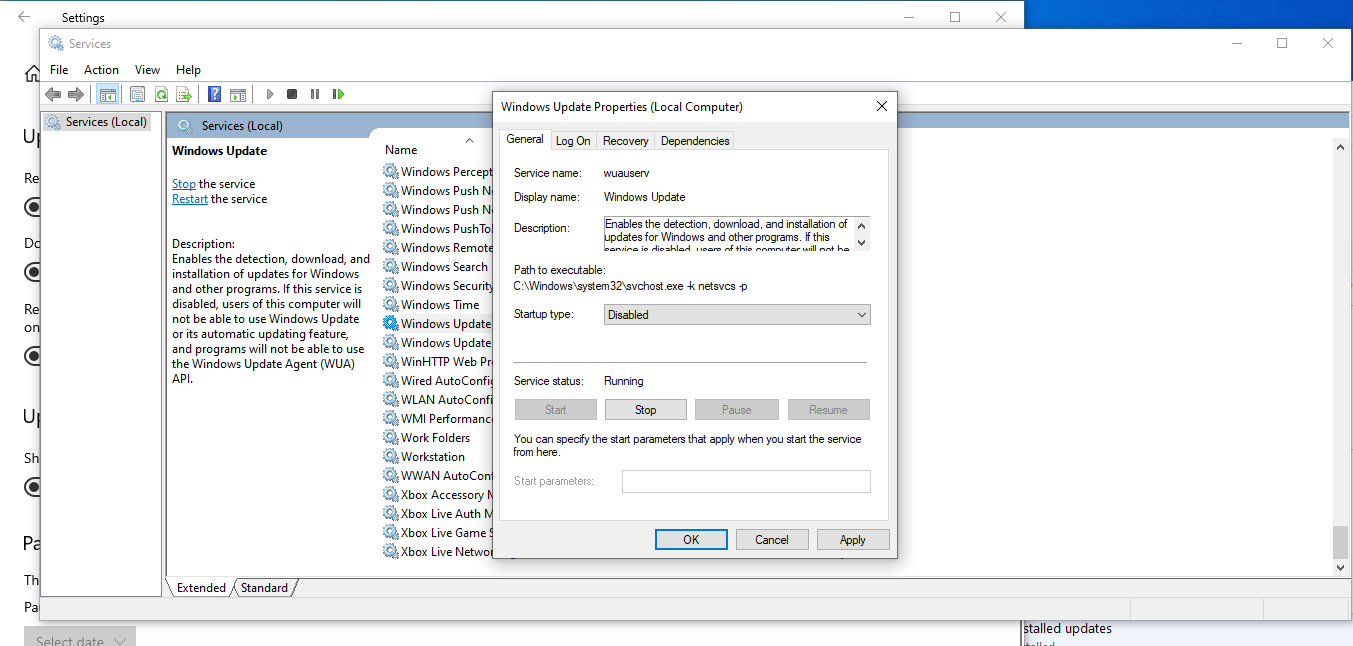 Settings
Services
File Action View Help
Services (Local)
Services (Local)
Windows Update
Stop the service
Restart the service
Description:
Enables the detection, download, and
installation of updates for Windows
and other programs. If this service is
disabled, users of this computer will
not be able to use Windows Update
or its automatic updating feature,
and programs will not be able to use
the Windows Update Agent (WUA)
API.
Name
Windows Percept
Windows Push No
Windows Push No
Windows PushTo
Windows Remote
Windows Search
Windows Security
Windows Time
Windows Update
Windows Update
WinHTTP Web Pr
Wired AutoConfig
WLAN AutoConfi
WMI Performance
Work Folders
Workstation
WWAN AutoConf
Xbox Accessory M
Xbox Live Auth M
Xbox Live Game S
Xbox Live Networ
Extended Standard
Windows Update Properties (Local Computer)
General Log On Recovery Dependencies
Service name: wuauserv
Display name: Windows Update
Description: Enables the detection, download, and installation of
updates for Windows and other programs. If this
service is disabled, users of this computer will not be
Path to executable:
C:\Windows\system32\svchost.exe -k netsvcs -p
Startup type: Disabled
Service status: Running
Start Stop Pause Resume
You can specify the start parameters that apply when you start the service
from here.
Start parameters:
OK Cancel Apply
Up
Re
Do
Re
on
Up
Sh
Pa
Th
Pa
Select date
stalled updates